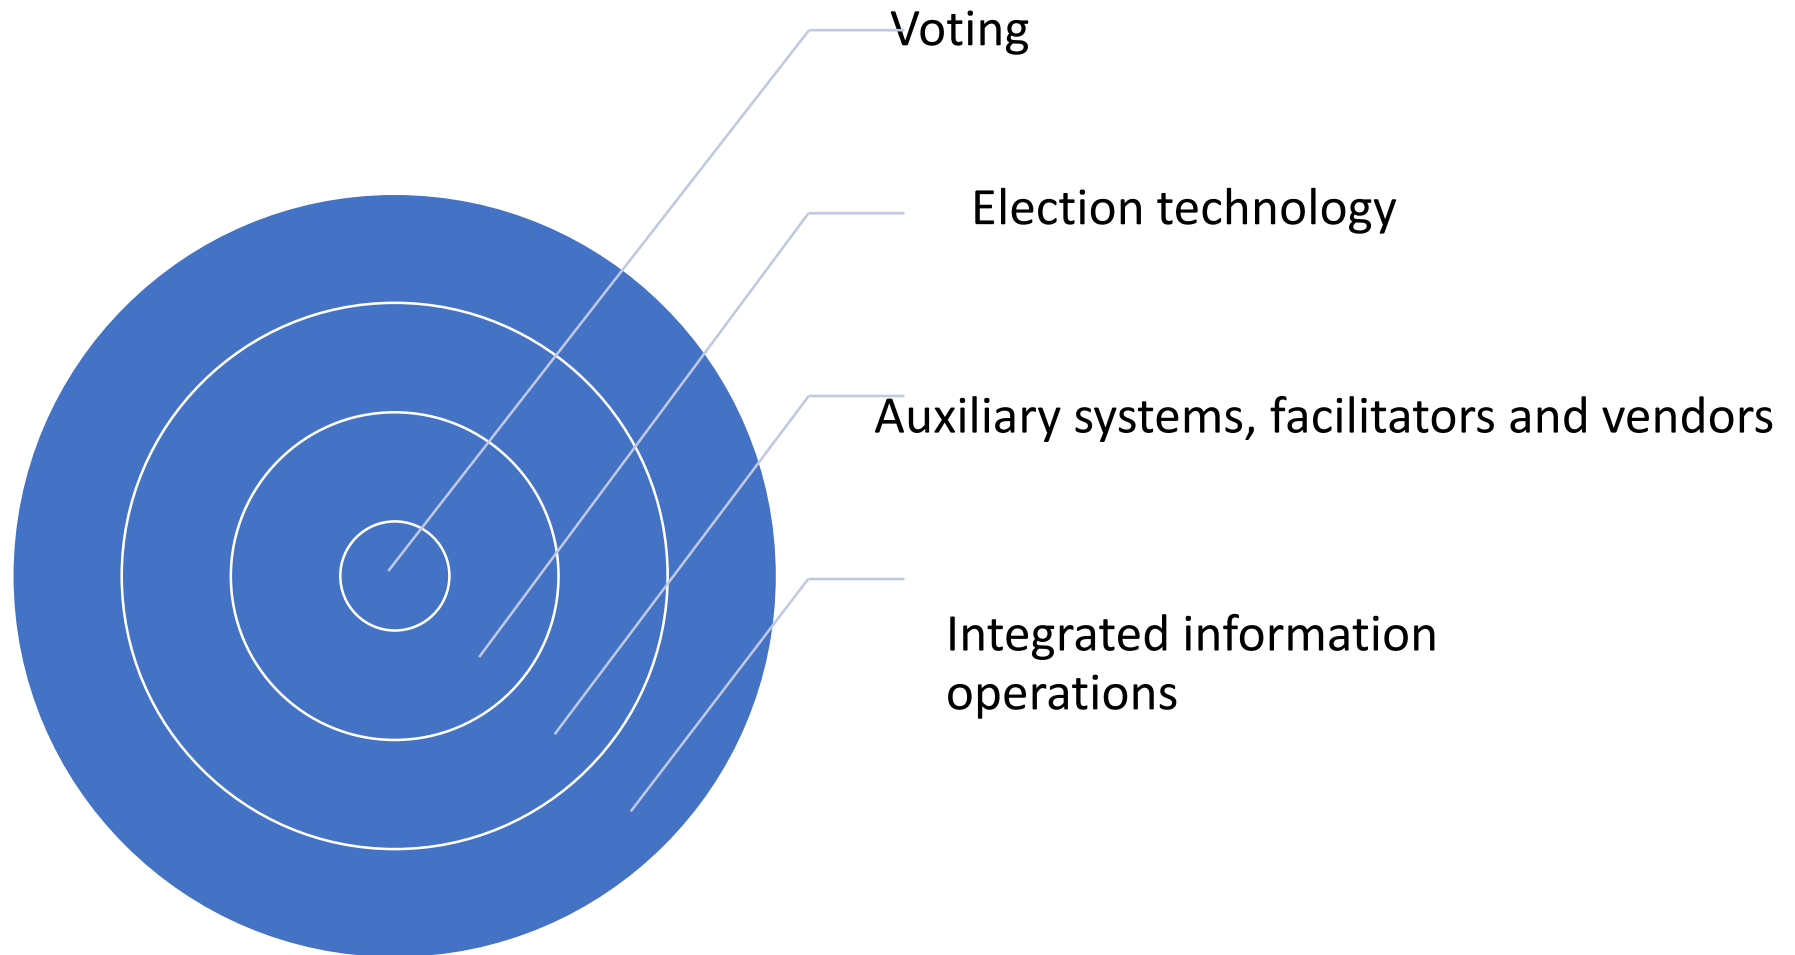 Voting
Election technology
Auxiliary systems, facilitators and vendors
Integrated information
operations